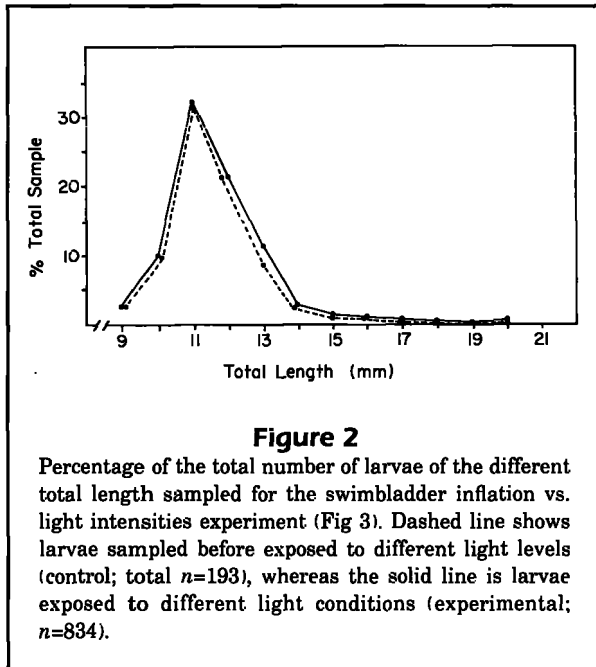 % Total Sample
30
20
10
9 11 13 15 17 19 21
Total Length (mm)
Figure 2
Percentage of the total number of larvae of the different
total length sampled for the swimbladder inflation vs.
light intensities experiment (Fig 3). Dashed line shows
larvae sampled before exposed to different light levels
(control; total n=193), whereas the solid line is larvae
exposed to different light conditions (experimental;
n=834).